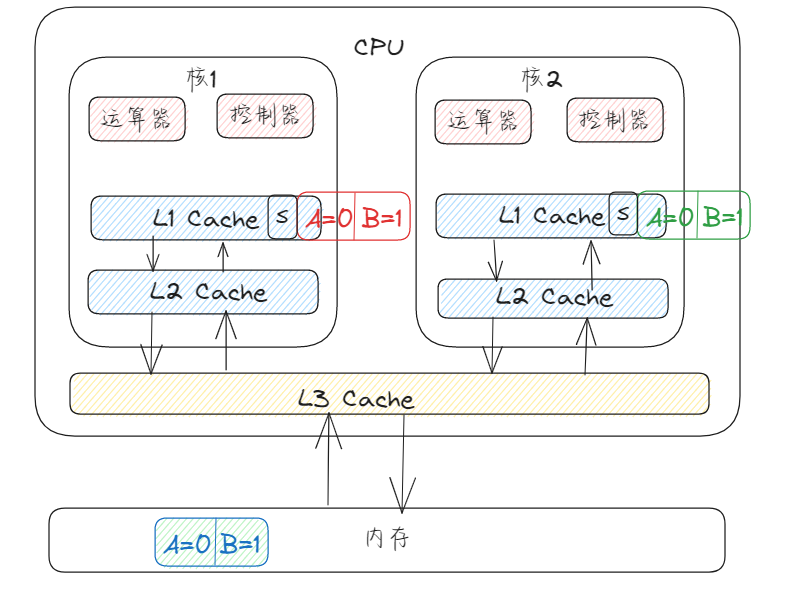 CPU
核1
核2
运算器
控制器
运算器
控制器
L1 Cache
S
A=0
B=1
L1 Cache
S
A=0
B=1
L2 Cache
L2 Cache
L3 Cache
A=0
B=1
内存